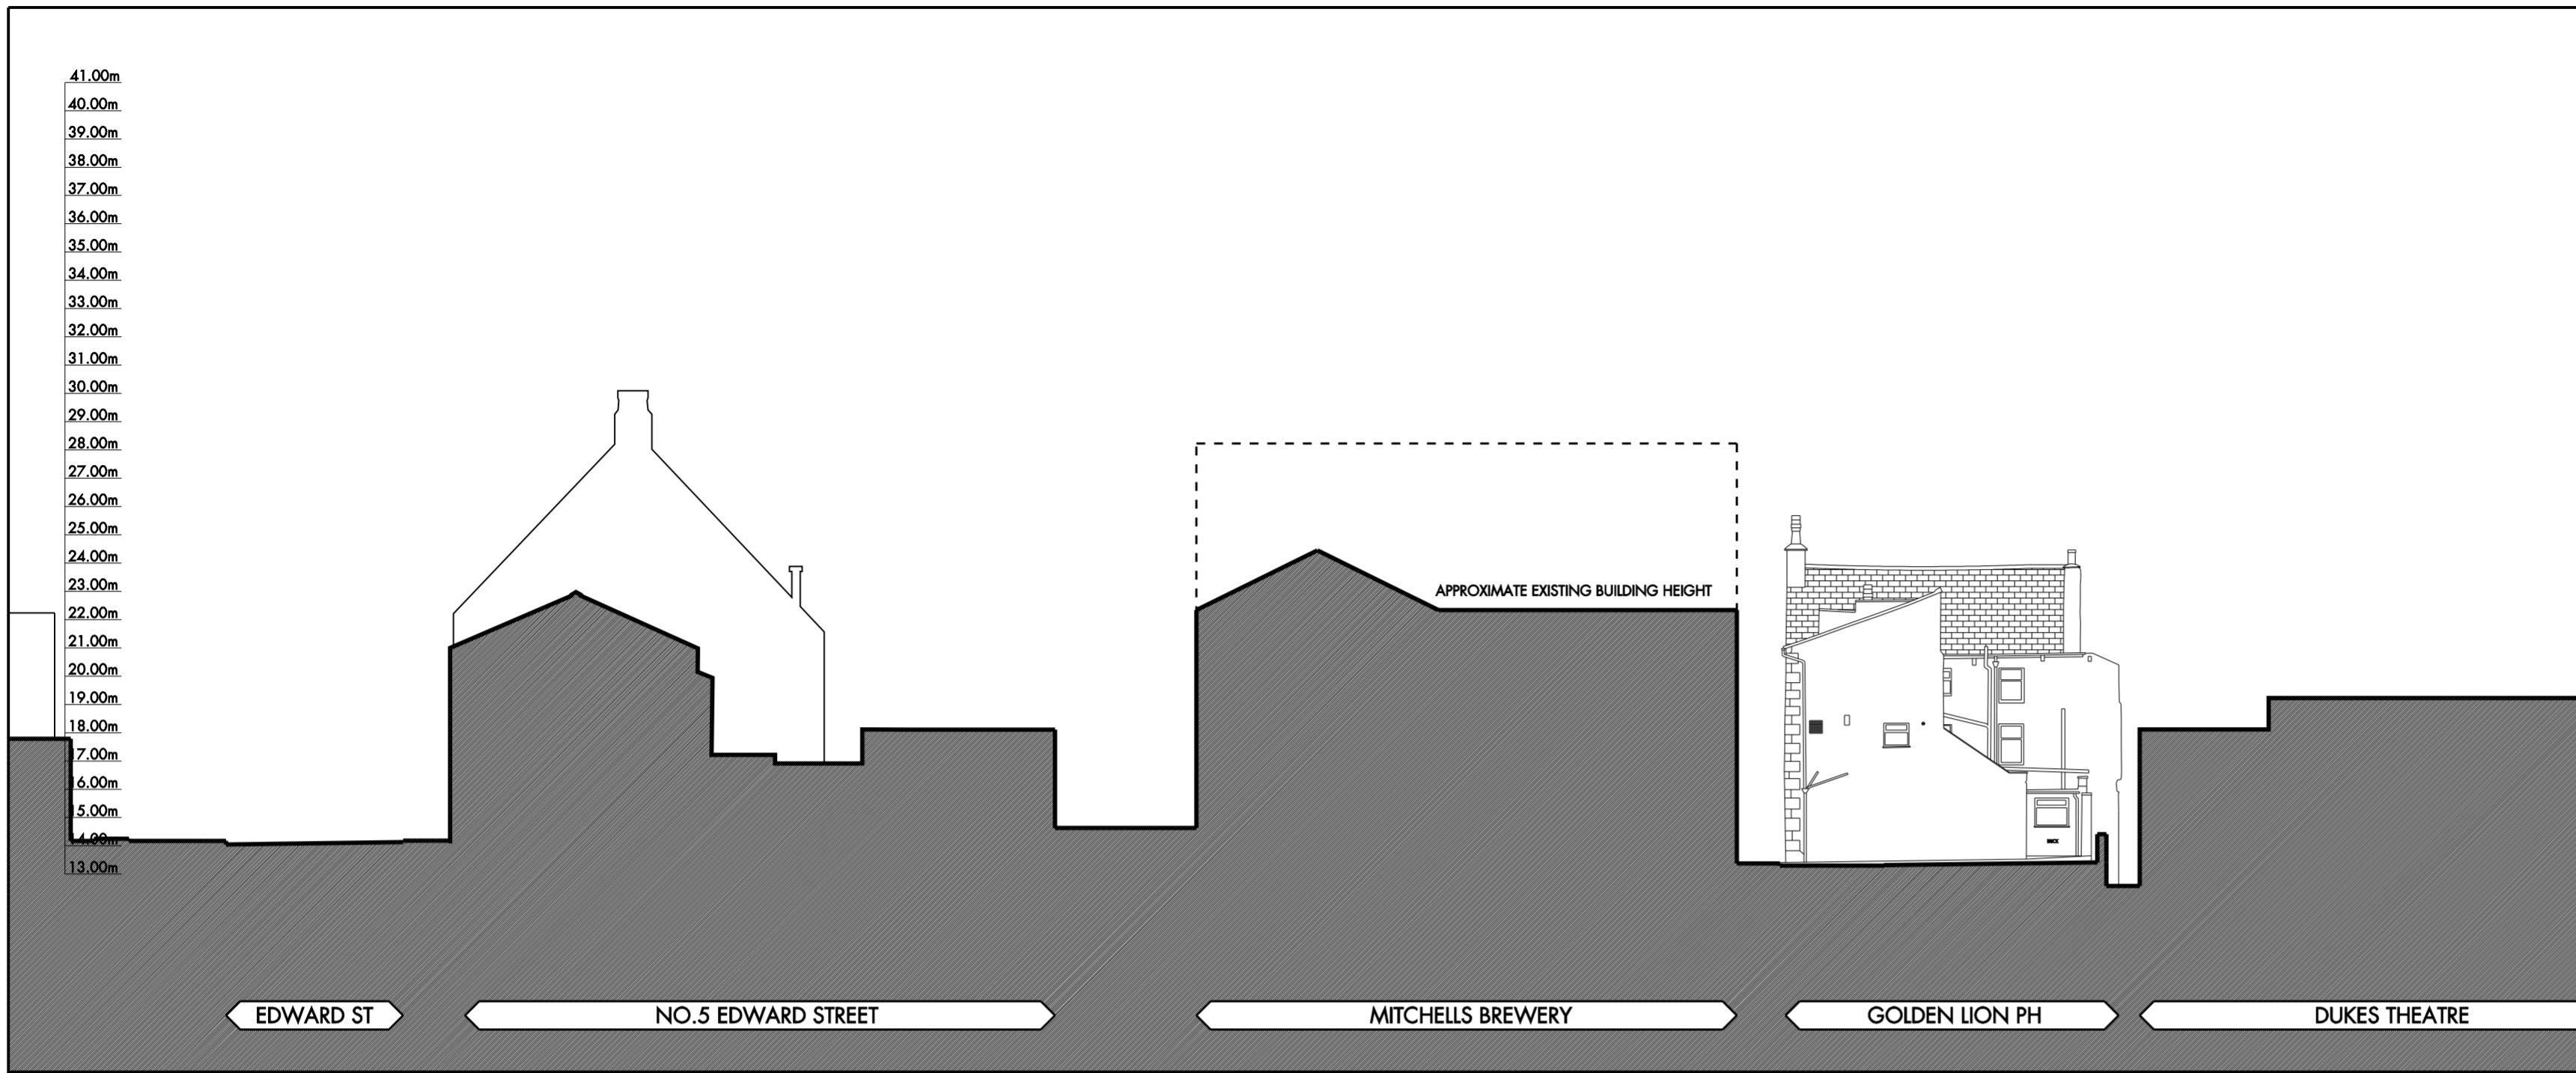 41.00m
40.00m
39.00m
38.00m
37.00m
36.00m
35.00m
34.00m
33.00m
32.00m
31.00m
30.00m
29.00m
28.00m
27.00m
26.00m
25.00m
24.00m
23.00m
22.00m
21.00m
20.00m
19.00m
18.00m
17.00m
16.00m
15.00m
14.00m
13.00m
APPROXIMATE EXISTING BUILDING HEIGHT
EDWARD ST
NO.5 EDWARD STREET
MITCHELLS BREWERY
GOLDEN LION PH
DUKES THEATRE